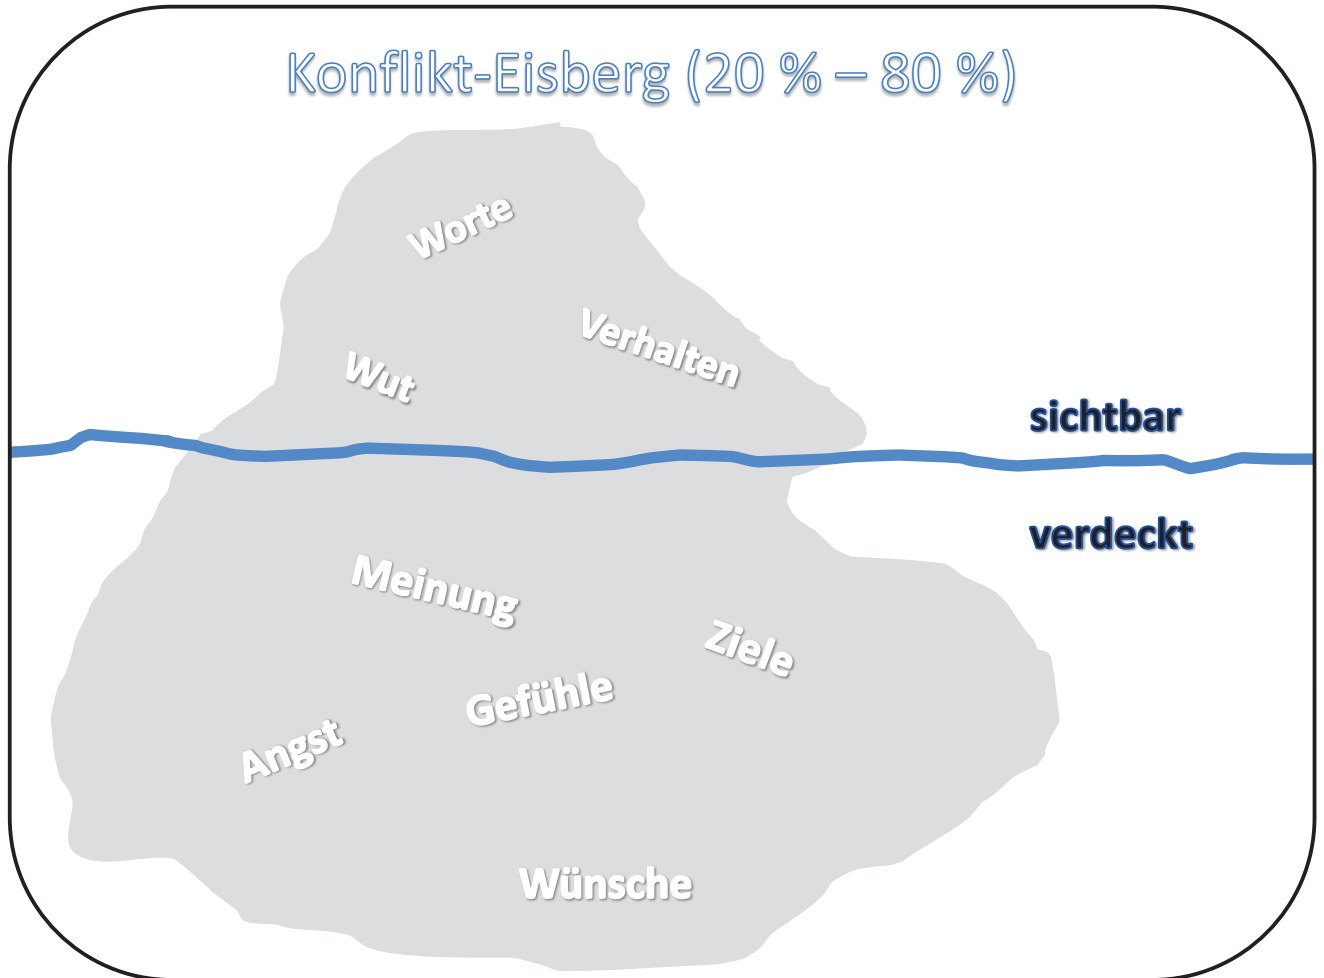 Konflikt-Eisberg (20 % – 80 %)
Worte
Verhalten
Wut
sichtbar
verdeckt
Meinung
Ziele
Gefühle
Angst
Wünsche